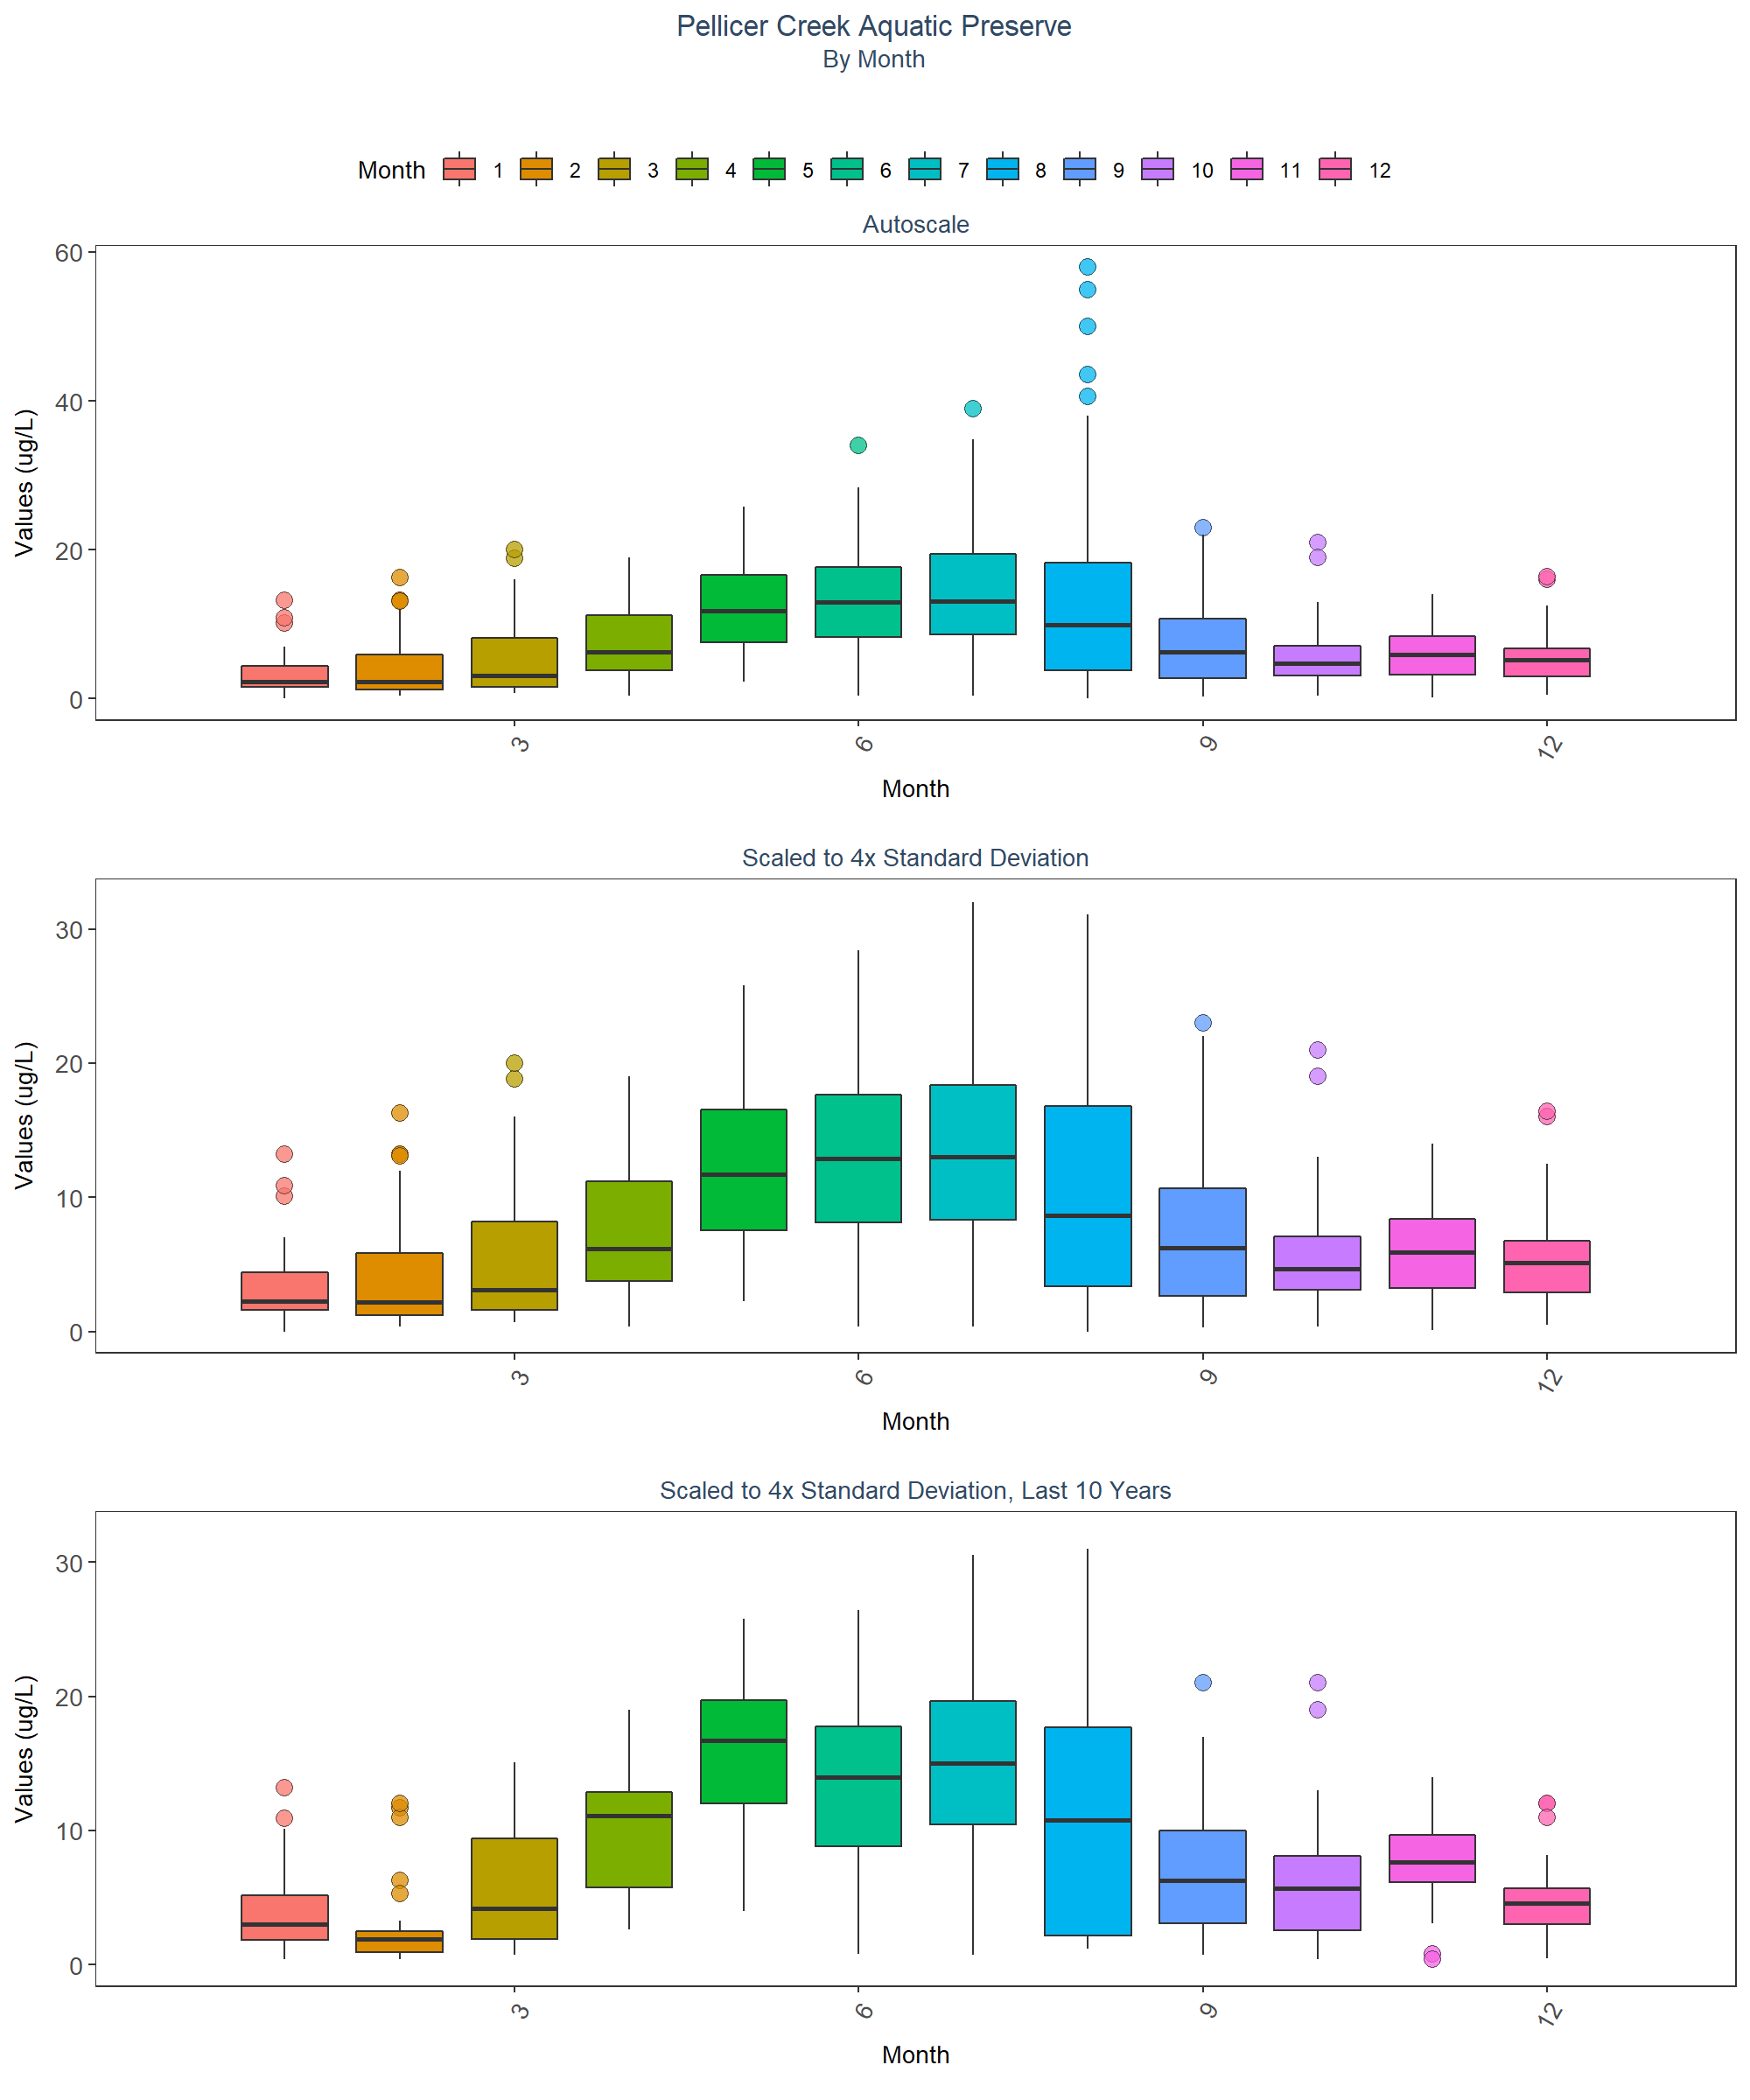 Pellicer Creek Aquatic Preserve
By Month
Month 1 2 3 4 5 6 7 8 9 10 11 12
Autoscale
Values (ug/L)
60
40
20
0
3 6 9 12
Month
Scaled to 4x Standard Deviation
Values (ug/L)
30
20
10
0
3 6 9 12
Month
Scaled to 4x Standard Deviation, Last 10 Years
Values (ug/L)
30
20
10
0
3 6 9 12
Month